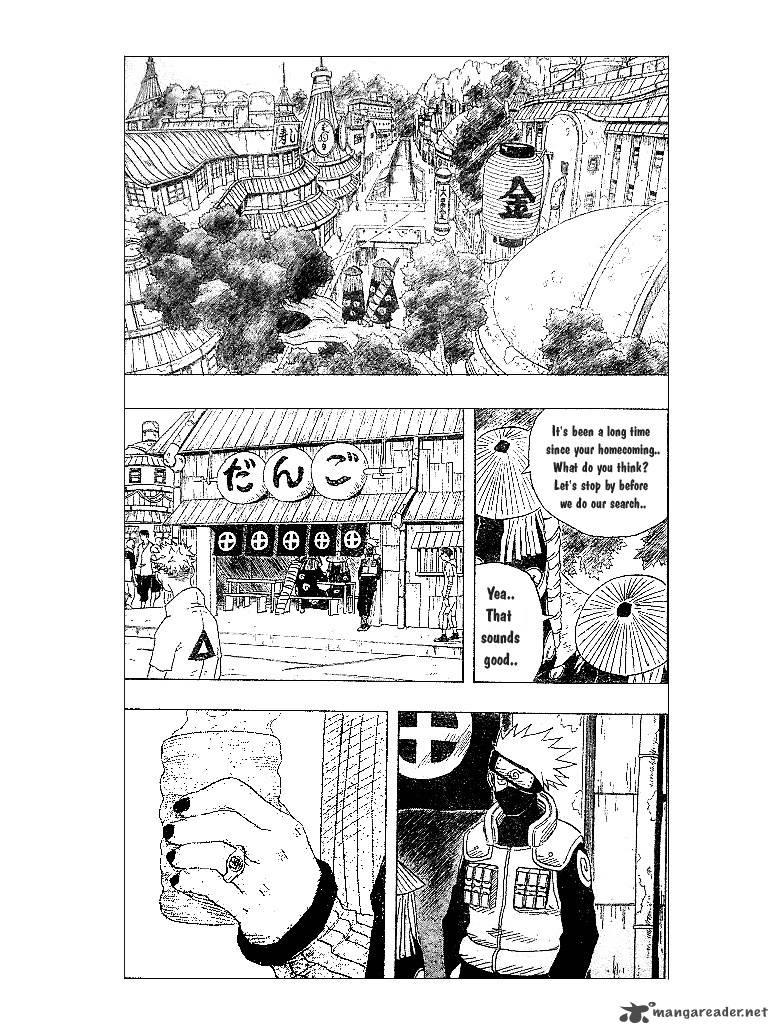 金
だんご
It's been a long time
since your homecoming..
What do you think?
Let's stop by before
we do our search..
Yea..
That
sounds
good..
mangareader.net